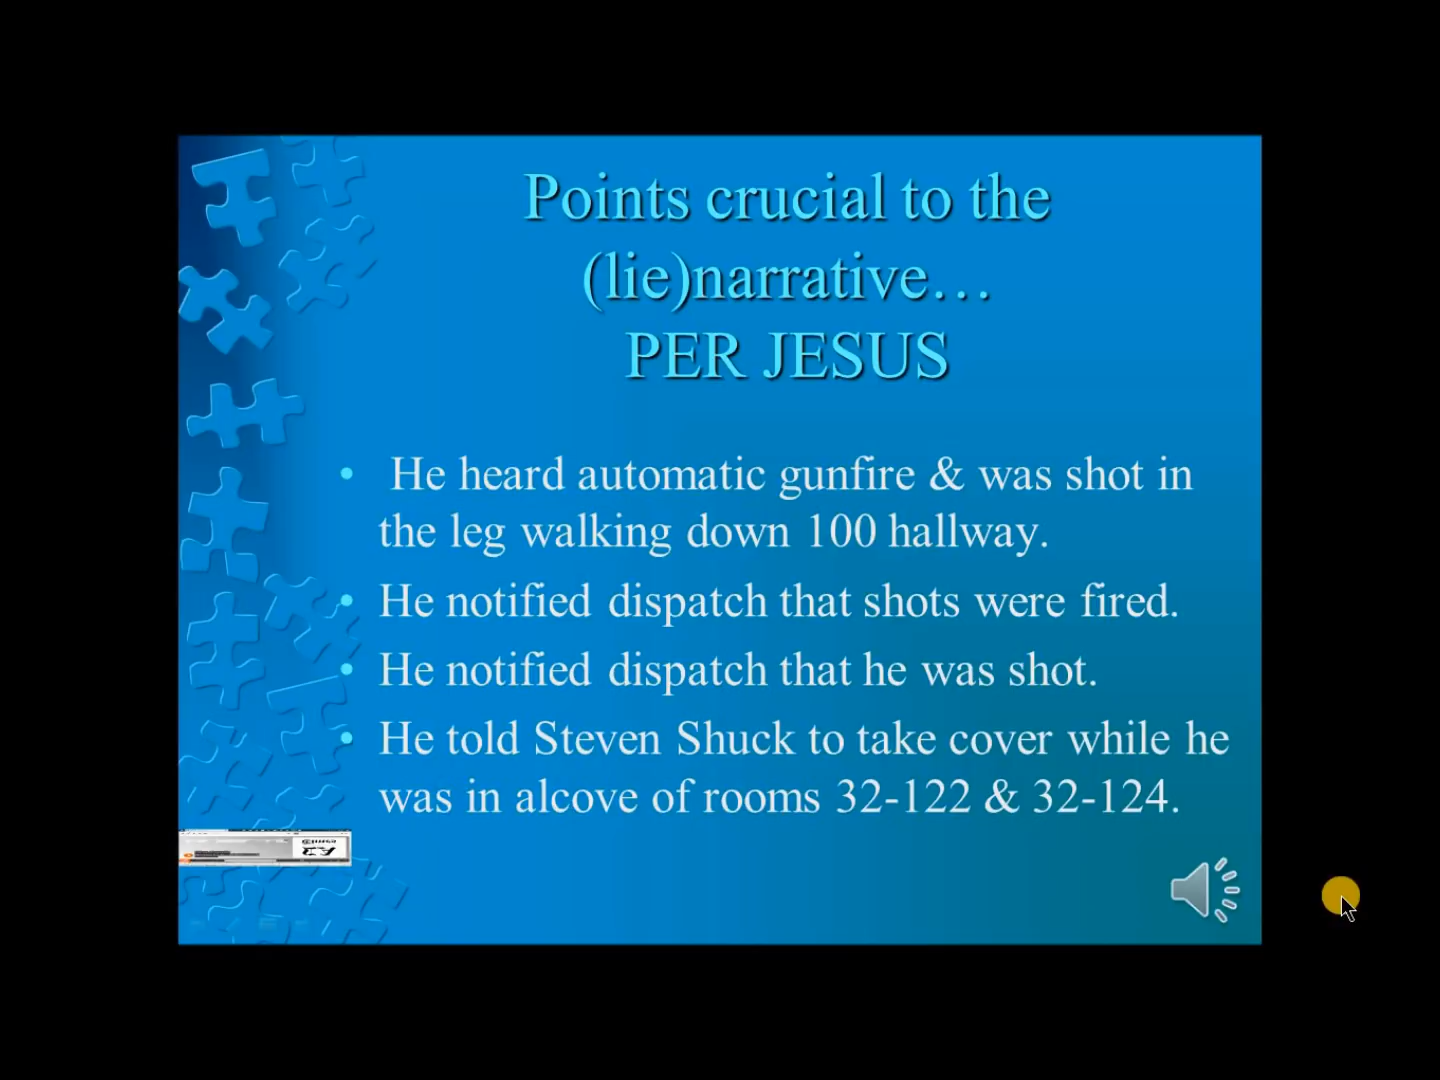 Points crucial to the
(lie)narrative…
PER JESUS
• He heard automatic gunfire & was shot in
the leg walking down 100 hallway.
• He notified dispatch that shots were fired.
• He notified dispatch that he was shot.
• He told Steven Shuck to take cover while he
was in alcove of rooms 32-122 & 32-124.